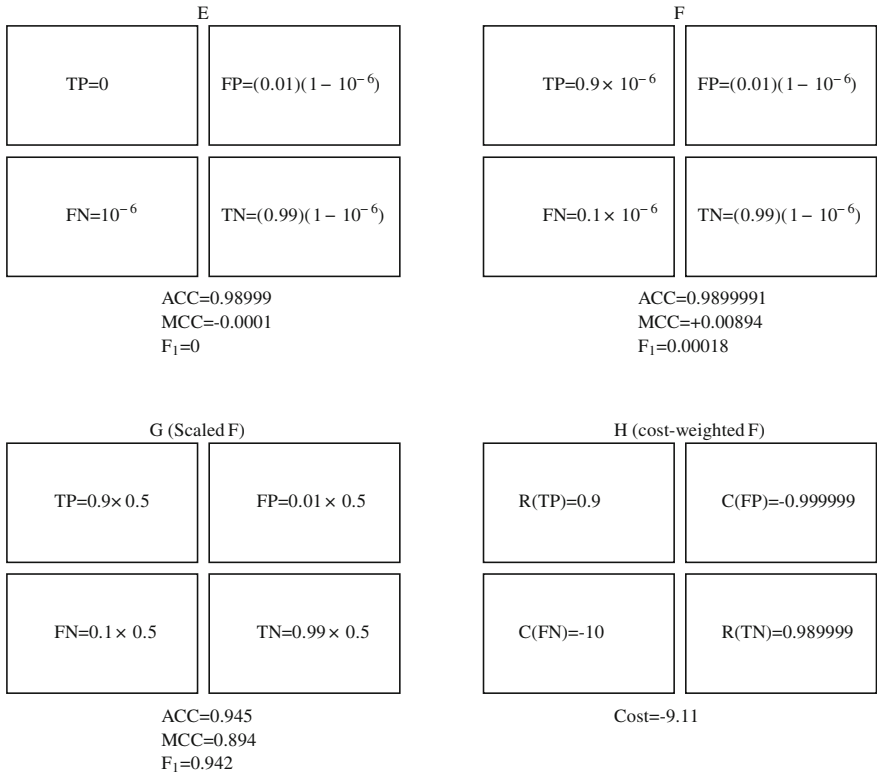 E
TP=0
FP=(0.01)(1− 10⁻⁶)
FN=10⁻⁶
TN=(0.99)(1− 10⁻⁶)
ACC=0.98999
MCC=-0.0001
F₁=0
F
TP=0.9× 10⁻⁶
FP=(0.01)(1− 10⁻⁶)
FN=0.1× 10⁻⁶
TN=(0.99)(1− 10⁻⁶)
ACC=0.9899991
MCC=+0.00894
F₁=0.00018
G (Scaled F)
TP=0.9× 0.5
FP=0.01× 0.5
FN=0.1× 0.5
TN=0.99× 0.5
ACC=0.945
MCC=0.894
F₁=0.942
H (cost-weighted F)
R(TP)=0.9
C(FP)=-0.999999
C(FN)=-10
R(TN)=0.989999
Cost=-9.11